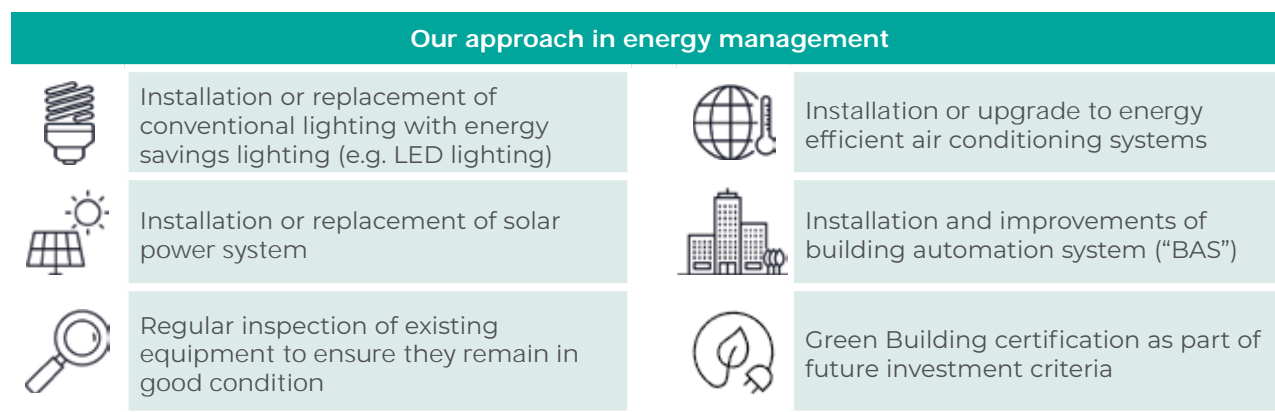 Our approach in energy management
Installation or replacement of
conventional lighting with energy
savings lighting (e.g. LED lighting)
Installation or upgrade to energy
efficient air conditioning systems
Installation or replacement of solar
power system
Installation and improvements of
building automation system (“BAS”)
Regular inspection of existing
equipment to ensure they remain in
good condition
Green Building certification as part of
future investment criteria